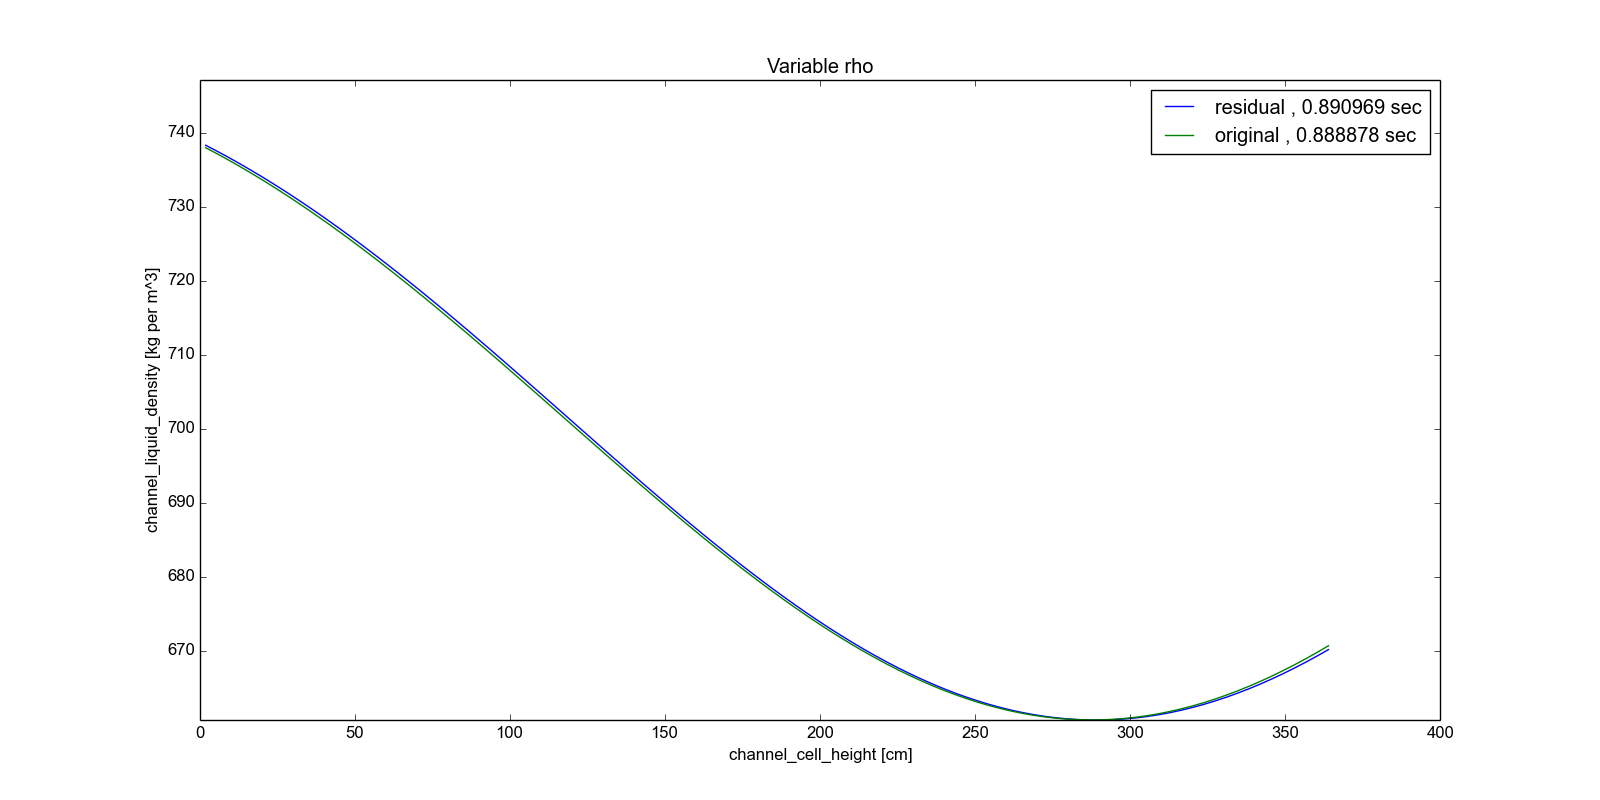 Variable rho
residual , 0.890969 sec
original , 0.888878 sec
channel_liquid_density [kg per m^3]
740
730
720
710
700
690
680
670
0 50 100 150 200 250 300 350 400
channel_cell_height [cm]